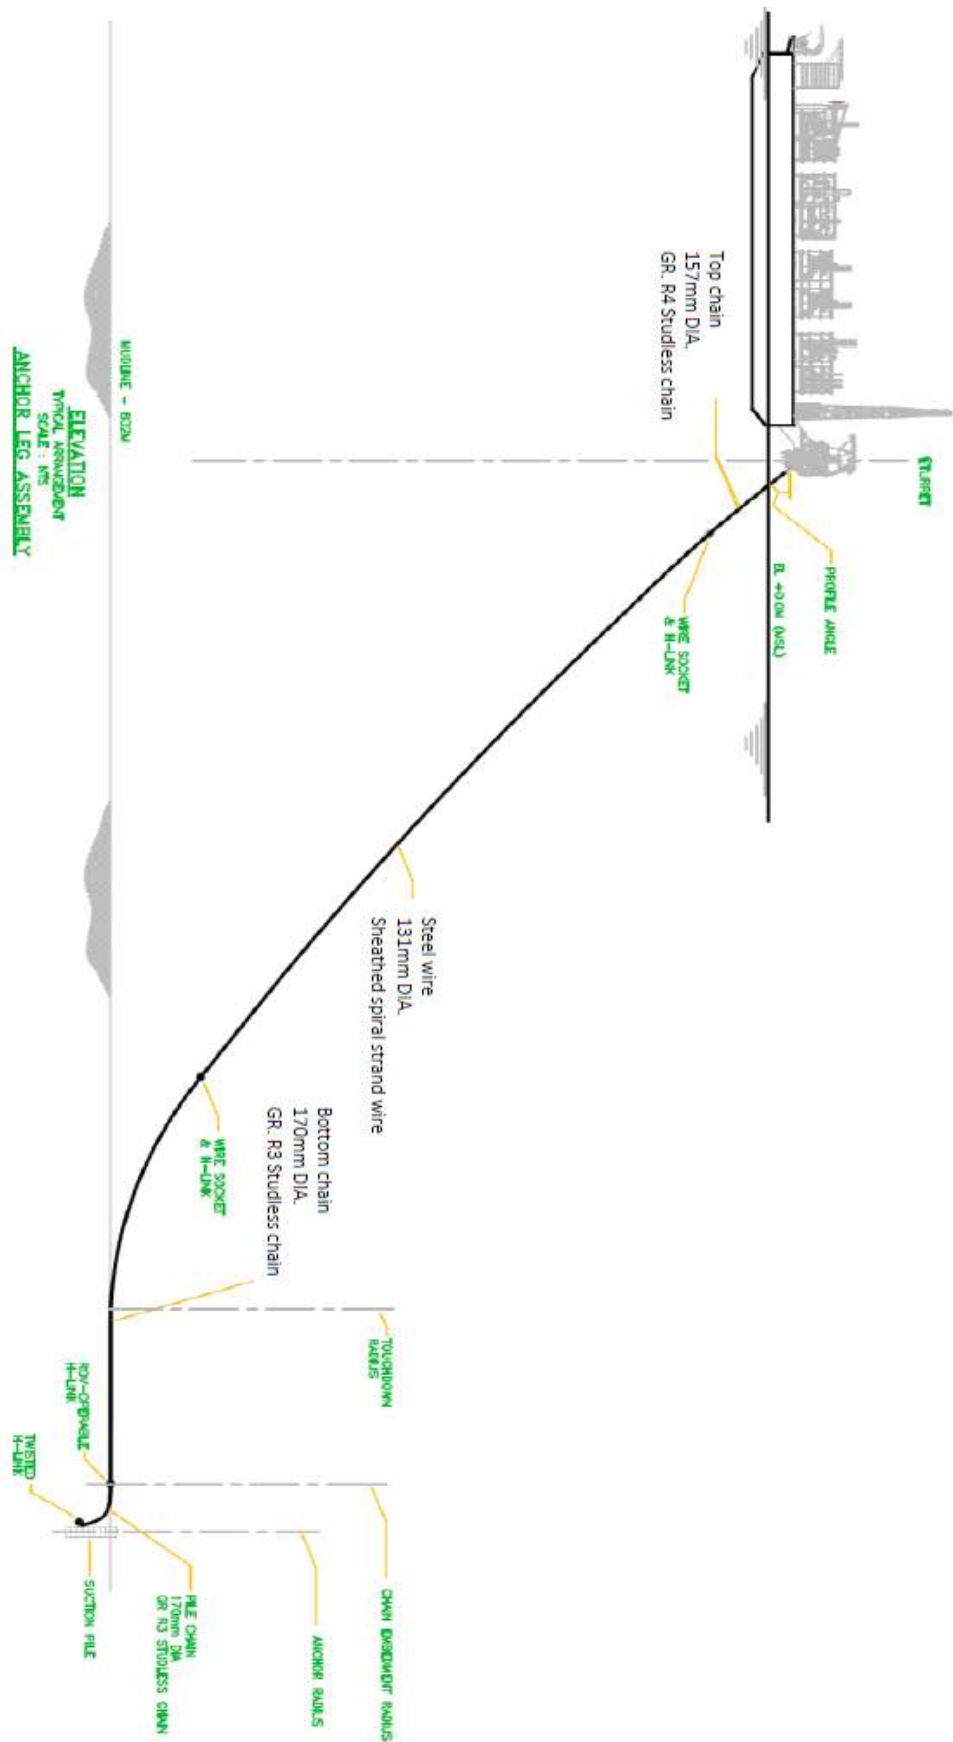 ℄TURRET
PROFILE ANGLE
EL +0.0M (MSL)
Top chain
157mm DIA.
GR. R4 Studless chain
WIRE SOCKET
& H-LINK
Steel wire
131mm DIA.
Sheathed spiral strand wire
WIRE SOCKET
& H-LINK
Bottom chain
170mm DIA.
GR. R3 Studless chain
TOUCHDOWN
RADIUS
CHAIN EMBEDMENT RADIUS
ANCHOR RADIUS
PILE CHAIN
170mm DIA
GR R3 STUDLESS CHAIN
SUCTION PILE
ROV-OPERABLE
H-LINK
TWISTED
H-LINK
MUDLINE -
ELEVATION
TYPICAL ARRANGEMENT
SCALE : NTS
ANCHOR LEG ASSEMBLY